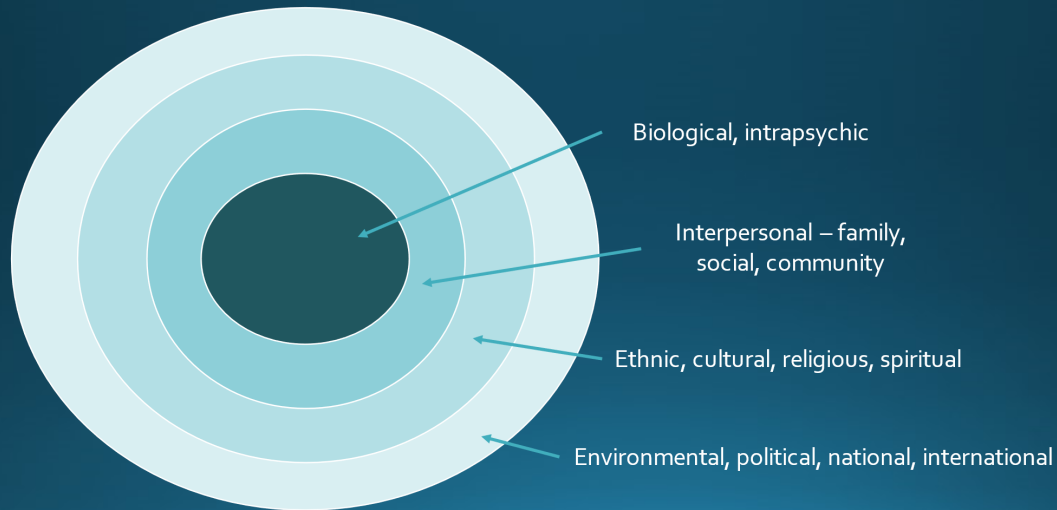 Biological, intrapsychic
Interpersonal – family,
social, community
Ethnic, cultural, religious, spiritual
Environmental, political, national, international